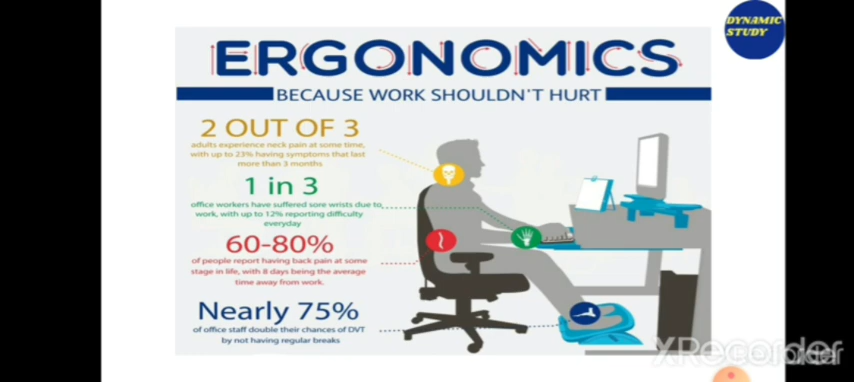 DYNAMIC
STUDY
ERGONOMICS
BECAUSE WORK SHOULDN'T HURT
2 OUT OF 3
adults experience neck pain at some time,
with up to 23% having symptoms that last
more than 3 months
1 in 3
office workers have suffered sore wrists due to
work, with up to 12% reporting difficulty
everyday
60-80%
of people report having back pain at some
stage in life, with 8 days being the average
time away from work.
Nearly 75%
of office staff double their chances of DVT
by not having regular breaks
XRecorder